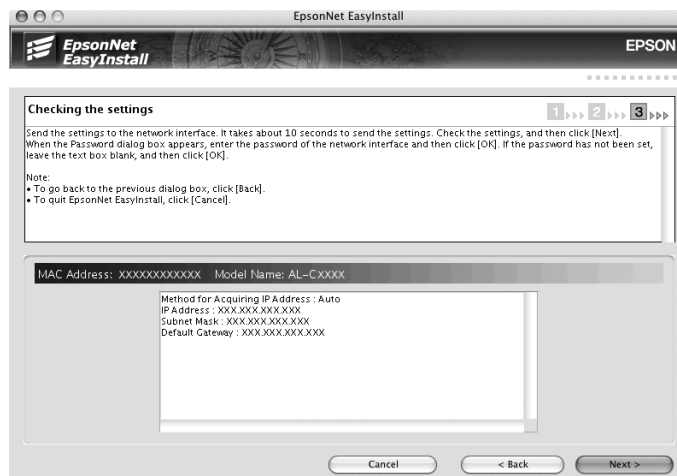 EpsonNet EasyInstall
EpsonNet
EasyInstall
EPSON
Checking the settings
1 2 3
Send the settings to the network interface. It takes about 10 seconds to send the settings. Check the settings, and then click [Next].
When the Password dialog box appears, enter the password of the network interface and then click [OK]. If the password has not been set,
leave the text box blank, and then click [OK].
Note:
• To go back to the previous dialog box, click [Back].
• To quit EpsonNet EasyInstall, click [Cancel].
MAC Address: XXXXXXXXXXXX Model Name: AL-CXXXX
Method for Acquiring IP Address : Auto
IP Address : XXX.XXX.XXX.XXX
Subnet Mask : XXX.XXX.XXX.XXX
Default Gateway : XXX.XXX.XXX.XXX
Cancel < Back Next >